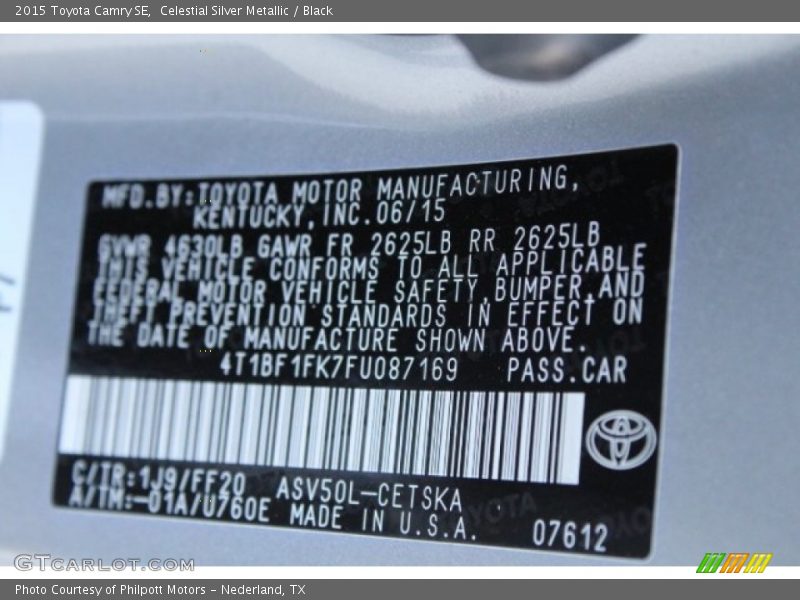 2015 Toyota Camry SE,  Celestial Silver Metallic / Black
MFD.BY:TOYOTA MOTOR MANUFACTURING,
KENTUCKY,INC.06/15
GVWR 4630LB GAWR FR 2625LB RR 2625LB
THIS VEHICLE CONFORMS TO ALL APPLICABLE
FEDERAL MOTOR VEHICLE SAFETY,BUMPER,AND
THEFT PREVENTION STANDARDS IN EFFECT ON
THE DATE OF MANUFACTURE SHOWN ABOVE.
4T1BF1FK7FU087169 PASS.CAR
C/TR:1J9/FF20 ASV50L-CETSKA
A/TM:-01A/U760E MADE IN U.S.A. 07612
GTcarlot.com
Photo Courtesy of Philpott Motors - Nederland, TX